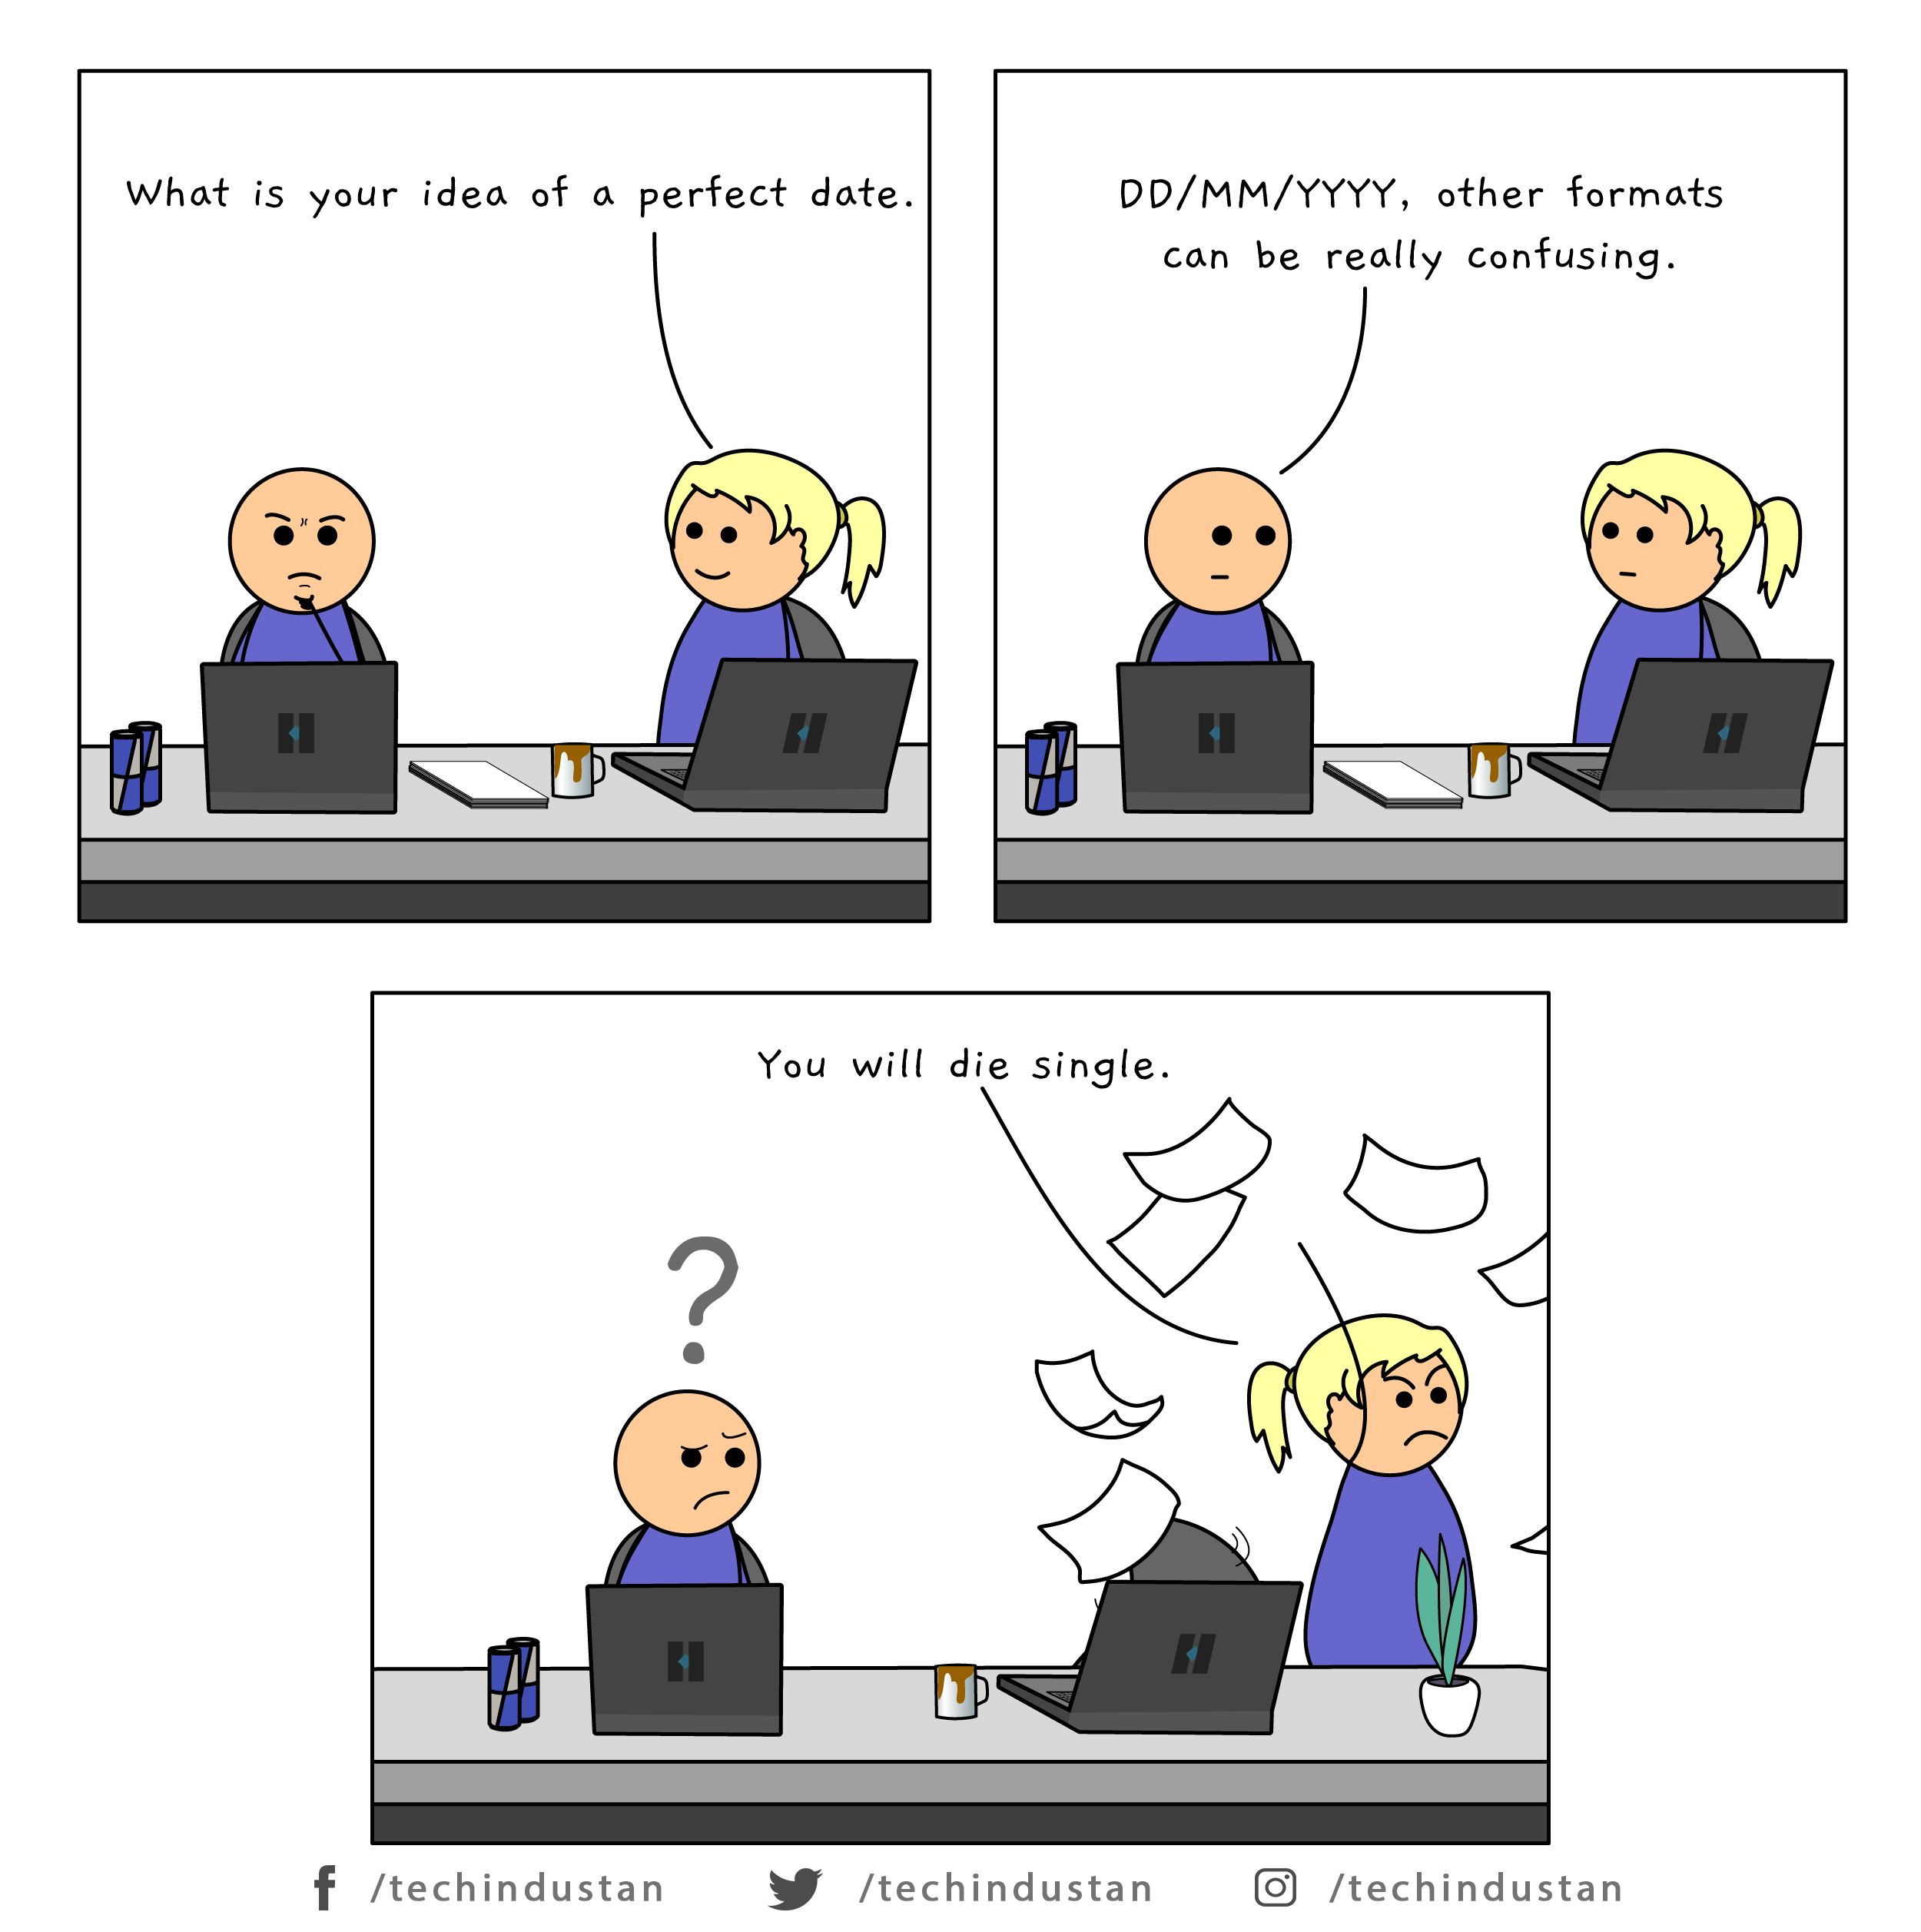 What is your idea of a perfect date.
DD/MM/YYYY, other formats
can be really confusing.
You will die single.
?
/techindustan
/techindustan
/techindustan